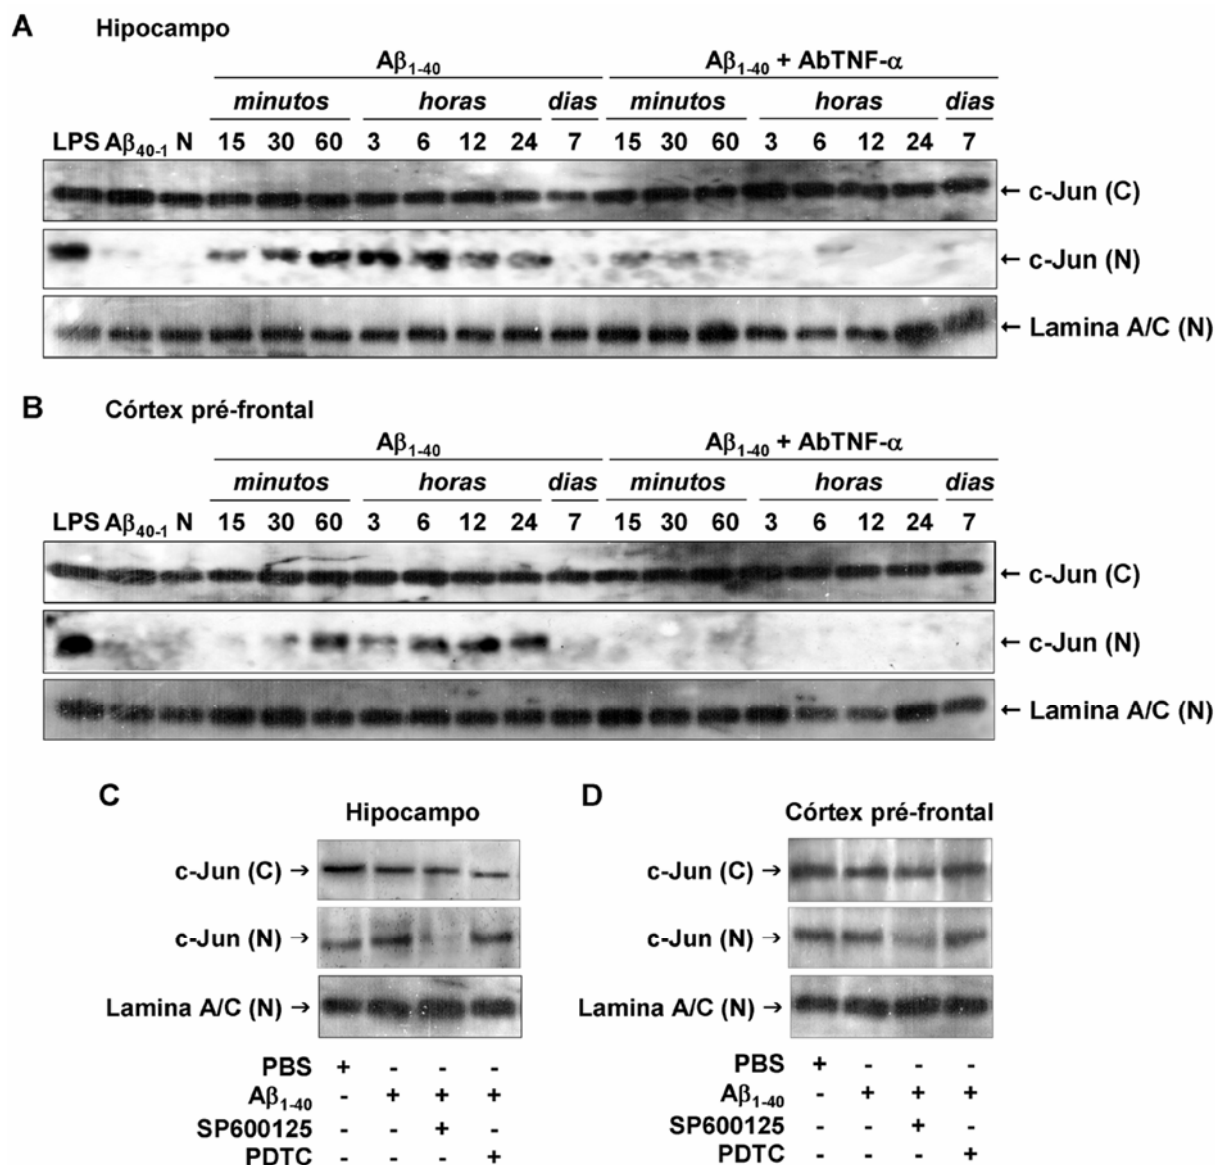 A Hipocampo
Aβ1-40 Aβ1-40 + AbTNF-α
minutos horas dias minutos horas dias
LPS Aβ40-1 N 15 30 60 3 6 12 24 7 15 30 60 3 6 12 24 7
← c-Jun (C)
← c-Jun (N)
← Lamina A/C (N)
B Córtex pré-frontal
Aβ1-40 Aβ1-40 + AbTNF-α
minutos horas dias minutos horas dias
LPS Aβ40-1 N 15 30 60 3 6 12 24 7 15 30 60 3 6 12 24 7
← c-Jun (C)
← c-Jun (N)
← Lamina A/C (N)
C Hipocampo
c-Jun (C) →
c-Jun (N) →
Lamina A/C (N) →
PBS + - - -
Aβ1-40 - + + +
SP600125 - - + -
PDTC - - - +
D Córtex pré-frontal
c-Jun (C) →
c-Jun (N) →
Lamina A/C (N) →
PBS + - - -
Aβ1-40 - + + +
SP600125 - - + -
PDTC - - - +